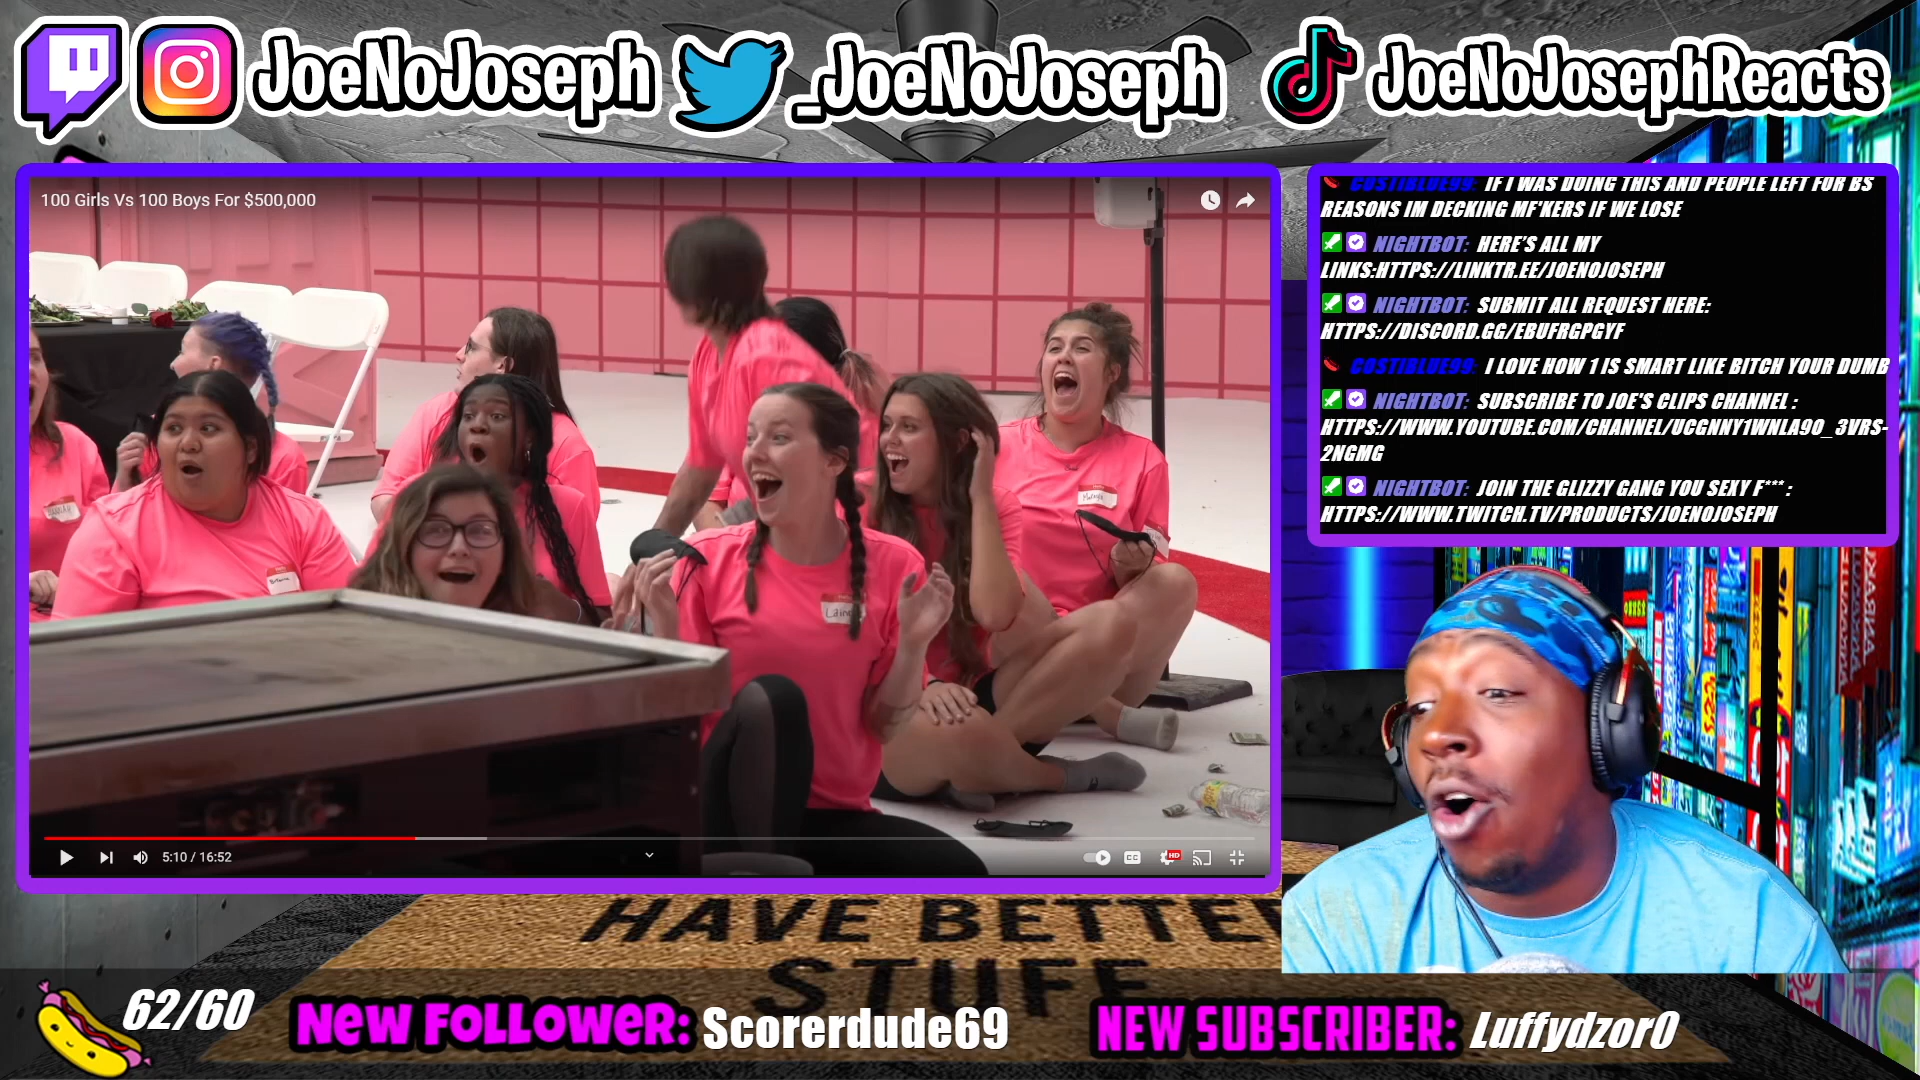 JoeNoJoseph
_JoeNoJoseph
JoeNoJosephReacts
100 Girls Vs 100 Boys For $500,000
COSTIBLUE99: IF I WAS DOING THIS AND PEOPLE LEFT FOR BS
REASONS IM DECKING MF'KERS IF WE LOSE
NIGHTBOT: HERE'S ALL MY
LINKS:HTTPS://LINKTR.EE/JOENOJOSEPH
NIGHTBOT: SUBMIT ALL REQUEST HERE:
HTTPS://DISCORD.GG/EBUFRGPGYF
COSTIBLUE99: I LOVE HOW 1 IS SMART LIKE BITCH YOUR DUMB
NIGHTBOT: SUBSCRIBE TO JOE'S CLIPS CHANNEL :
HTTPS://WWW.YOUTUBE.COM/CHANNEL/UCGNNY1WNLA9O_3VRS-
2NGMG
NIGHTBOT: JOIN THE GLIZZY GANG YOU SEXY F*** :
HTTPS://WWW.TWITCH.TV/PRODUCTS/JOENOJOSEPH
5:10 / 16:52
CC
HD
HAVE BETTE
STUFF
62/60
NEW FOLLOWER: Scorerdude69
NEW SUBSCRIBER: Luffydzor0